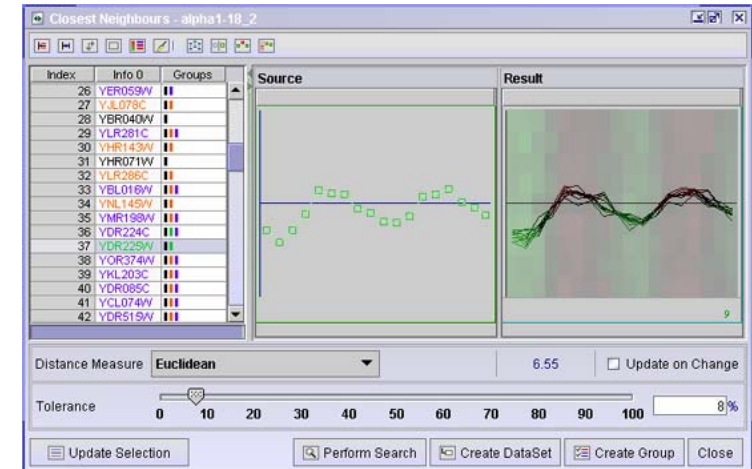 Closest Neighbours - alpha1-18_2
Index Info 0 Groups
26 YER059W
27 YJL078C
28 YBR040W
29 YLR281C
30 YHR143W
31 YHR071W
32 YLR286C
33 YBL016W
34 YNL145W
35 YMR198W
36 YDR224C
37 YDR225W
38 YOR374W
39 YKL203C
40 YDR085C
41 YCL074W
42 YDR515W
Source
Result
9
Distance Measure Euclidean 6.55 Update on Change
Tolerance 0 10 20 30 40 50 60 70 80 90 100 8%
Update Selection Perform Search Create DataSet Create Group Close